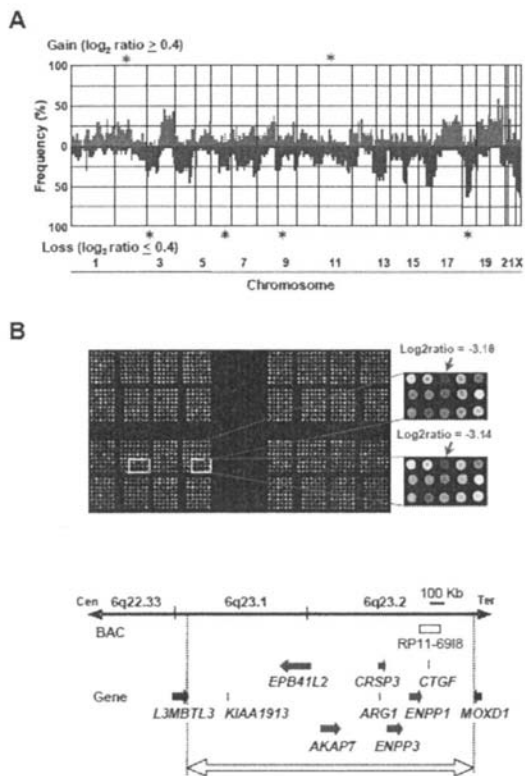 A
Gain (log2 ratio ≥ 0.4)
*
*
100
50
0
50
100
Frequency (%)
*
*
*
*
Loss (log2 ratio ≤ 0.4)
1 3 5 7 9 11 13 15 17 19 21X
Chromosome
B
Log2ratio = -3.16
Log2ratio = -3.14
100 Kb
Cen 6q22.33 6q23.1 6q23.2 Ter
BAC
RP11-69I8
EPB41L2 CRSP3 CTGF
Gene
L3MBTL3 KIAA1913 ARG1 ENPP1 MOXD1
AKAP7 ENPP3